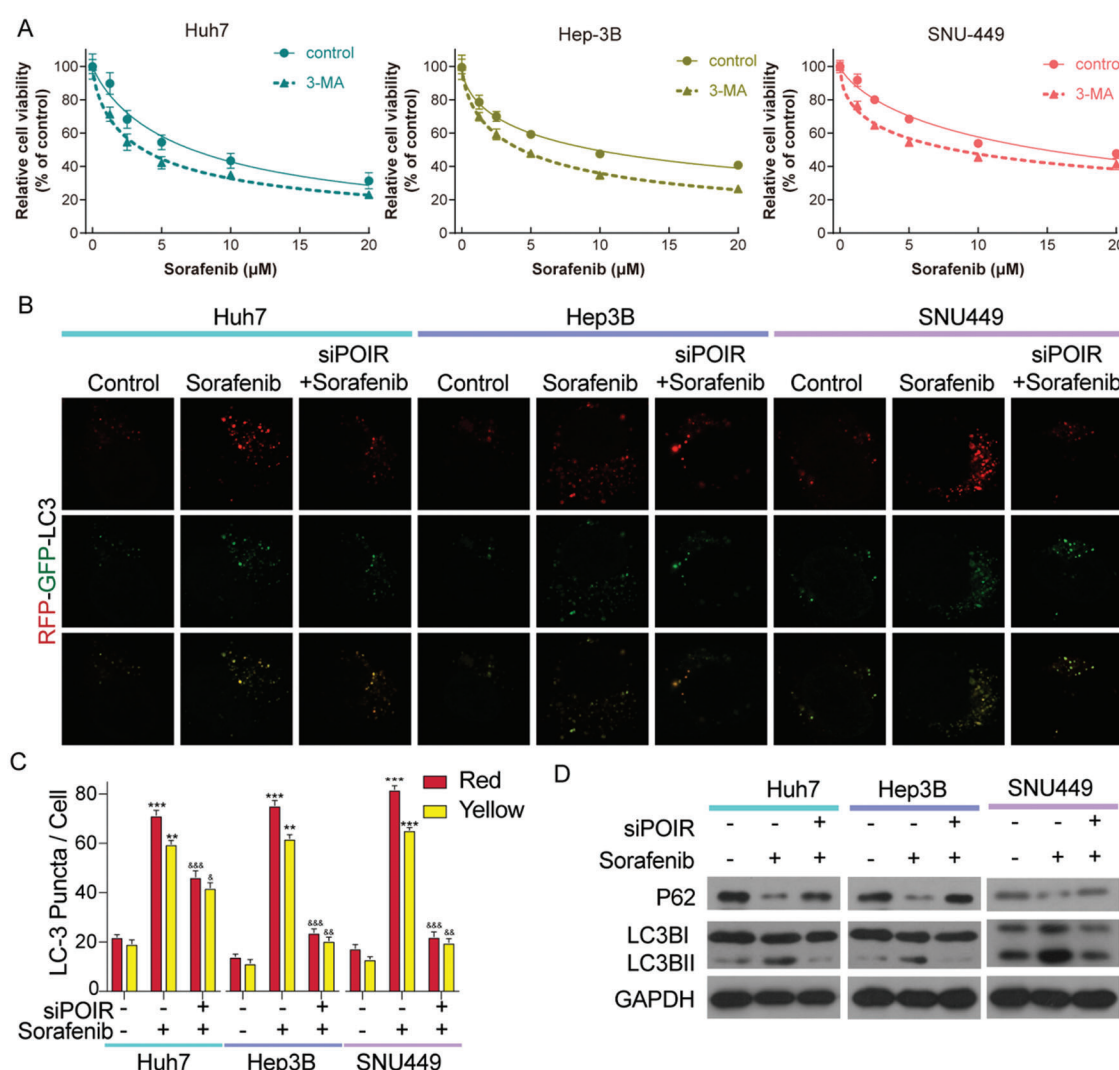 A
Huh7
control
3-MA
Relative cell viability
(% of control)
100
80
60
40
20
0
0 5 10 15 20
Sorafenib (µM)
Hep-3B
control
3-MA
Relative cell viability
(% of control)
100
80
60
40
20
0
0 5 10 15 20
Sorafenib (µM)
SNU-449
control
3-MA
Relative cell viability
(% of control)
100
80
60
40
20
0
0 5 10 15 20
Sorafenib (µM)
B
Huh7 Hep3B SNU449
Control Sorafenib siPOIR
+Sorafenib
Control Sorafenib siPOIR
+Sorafenib
Control Sorafenib siPOIR
+Sorafenib
RFP-GFP-LC3
C
Red
Yellow
LC-3 Puncta / Cell
80
60
40
20
0
*** ** &&& & *** ** &&& && *** *** &&& &&
siPOIR + + +
Sorafenib - + + - + + - + +
Huh7 Hep3B SNU449
D
Huh7 Hep3B SNU449
siPOIR - - + - - + - - +
Sorafenib - + + - + + - + +
P62
LC3BI
LC3BII
GAPDH